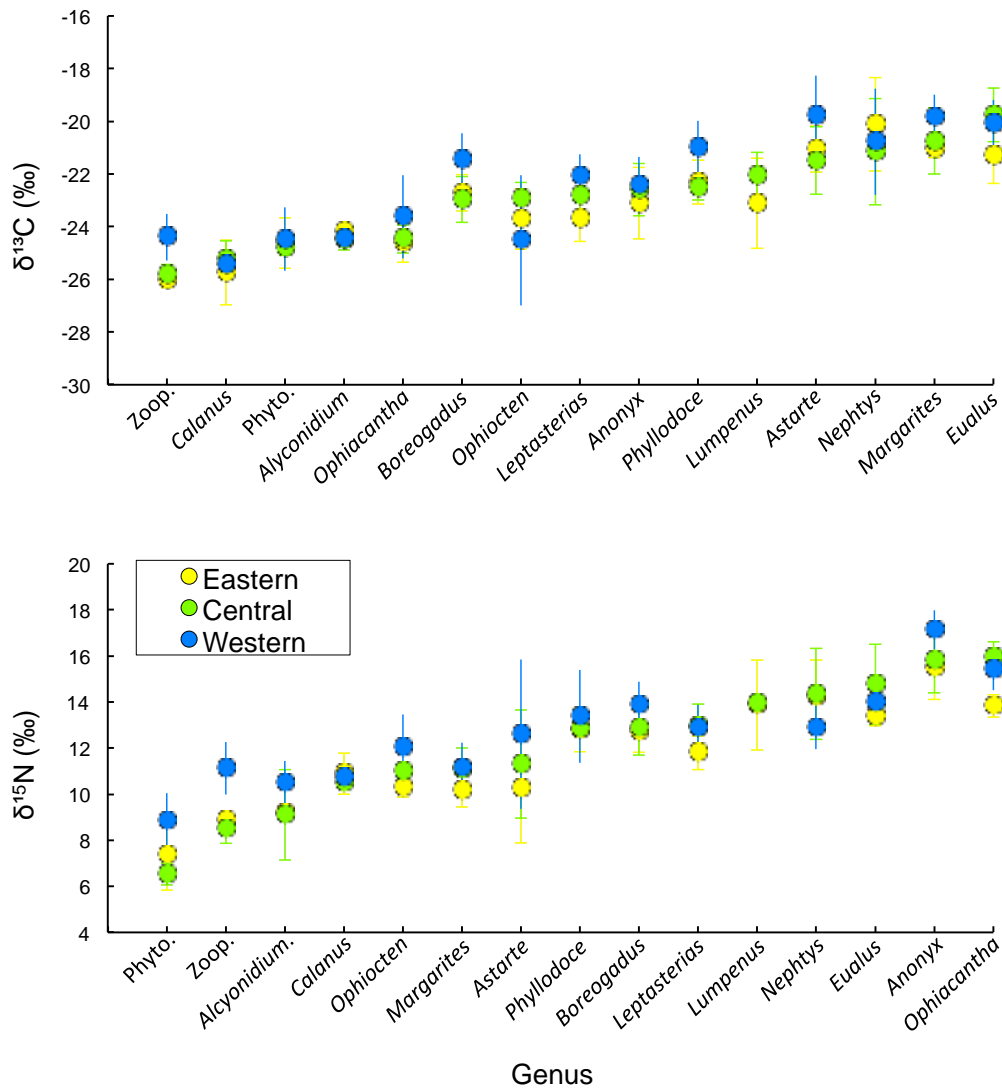 -16
-18
-20
-22
-24
-26
-28
-30
δ¹³C (‰)
Zoop.
Calanus
Phyto.
Alyconidium
Ophiacantha
Boreogadus
Ophiocten
Leptasterias
Anonyx
Phyllodoce
Lumpenus
Astarte
Nephtys
Margarites
Eualus
20
18
16
14
12
10
8
6
4
δ¹⁵N (‰)
Eastern
Central
Western
Phyto.
Zoop.
Alcyonidium.
Calanus
Ophiocten
Margarites
Astarte
Phyllodoce
Boreogadus
Leptasterias
Lumpenus
Nephtys
Eualus
Anonyx
Ophiacantha
Genus